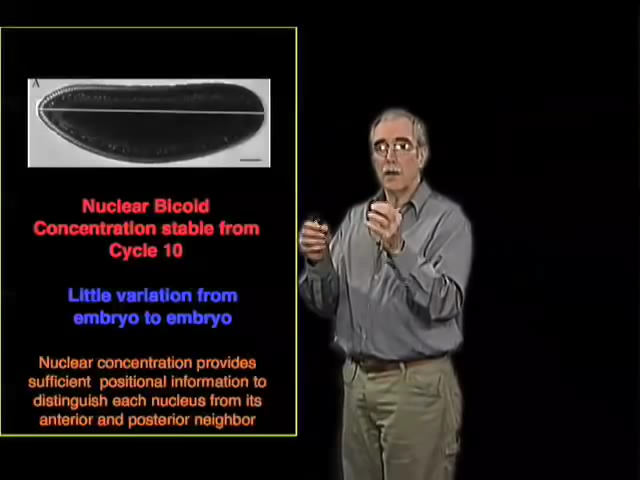 A
Nuclear Bicoid
Concentration stable from
Cycle 10
Little variation from
embryo to embryo
Nuclear concentration provides
sufficient positional information to
distinguish each nucleus from its
anterior and posterior neighbor